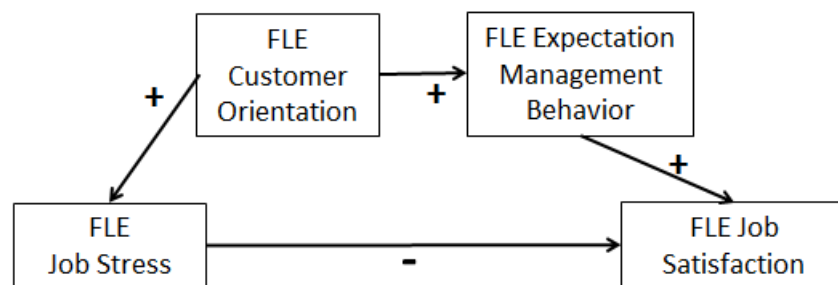 FLE
Customer
Orientation
FLE Expectation
Management
Behavior
+
+
+
FLE
Job Stress
-
FLE Job
Satisfaction